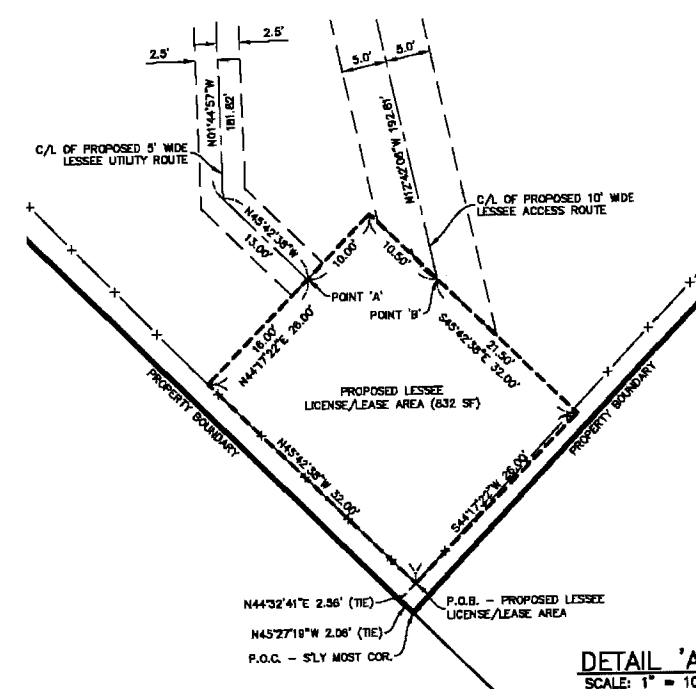 2.5'
2.5'
5.0'
5.0'
N01°44'57"W
181.82'
N12°42'06"W 192.61'
C/L OF PROPOSED 5' WIDE
LESSEE UTILITY ROUTE
C/L OF PROPOSED 10' WIDE
LESSEE ACCESS ROUTE
N45°42'38"W
13.00'
10.00'
10.50'
POINT 'A'
POINT 'B'
16.00'
N44°17'22"E 26.00'
21.50'
S45°42'38"E 32.00'
PROPOSED LESSEE
LICENSE/LEASE AREA (832 SF)
PROPERTY BOUNDARY
PROPERTY BOUNDARY
N45°42'38"W 32.00'
S44°17'22"W 26.00'
N44°32'41"E 2.56' (TIE)
P.O.B. - PROPOSED LESSEE
LICENSE/LEASE AREA
N45°27'19"W 2.06' (TIE)
P.O.C. - S'LY MOST COR.
DETAIL 'A
SCALE: 1" = 10